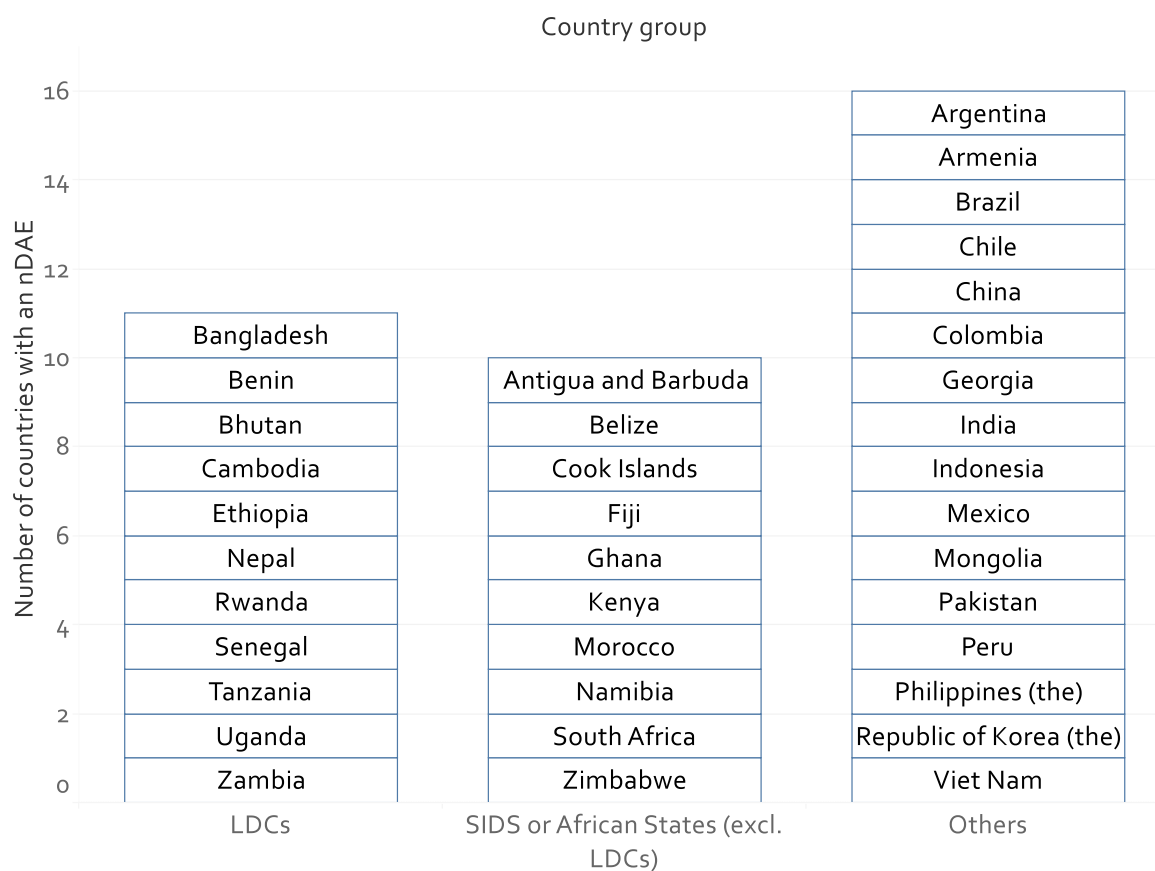 Country group
Number of countries with an nDAE
16
14
12
10
8
6
4
2
0
Bangladesh
Benin
Bhutan
Cambodia
Ethiopia
Nepal
Rwanda
Senegal
Tanzania
Uganda
Zambia
Antigua and Barbuda
Belize
Cook Islands
Fiji
Ghana
Kenya
Morocco
Namibia
South Africa
Zimbabwe
Argentina
Armenia
Brazil
Chile
China
Colombia
Georgia
India
Indonesia
Mexico
Mongolia
Pakistan
Peru
Philippines (the)
Republic of Korea (the)
Viet Nam
LDCs
SIDS or African States (excl.
LDCs)
Others